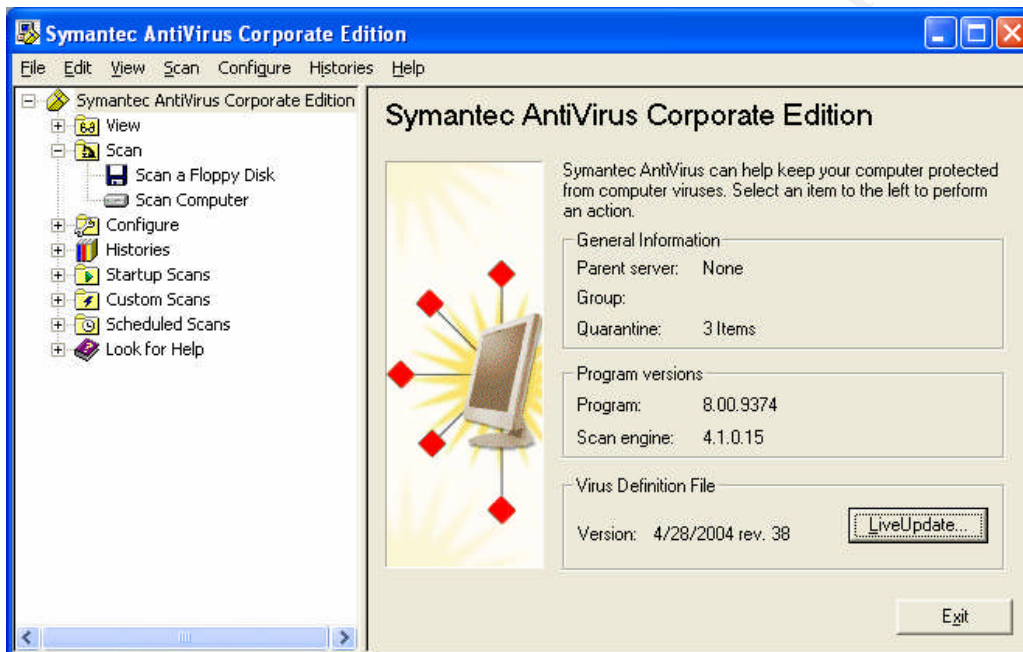 Symantec AntiVirus Corporate Edition
File Edit View Scan Configure Histories Help
Symantec AntiVirus Corporate Edition
View
Scan
Scan a Floppy Disk
Scan Computer
Configure
Histories
Startup Scans
Custom Scans
Scheduled Scans
Look for Help
Symantec AntiVirus Corporate Edition
Symantec AntiVirus can help keep your computer protected
from computer viruses. Select an item to the left to perform
an action.
General Information
Parent server: None
Group:
Quarantine: 3 Items
Program versions
Program: 8.00.9374
Scan engine: 4.1.0.15
Virus Definition File
Version: 4/28/2004 rev. 38
LiveUpdate...
Exit